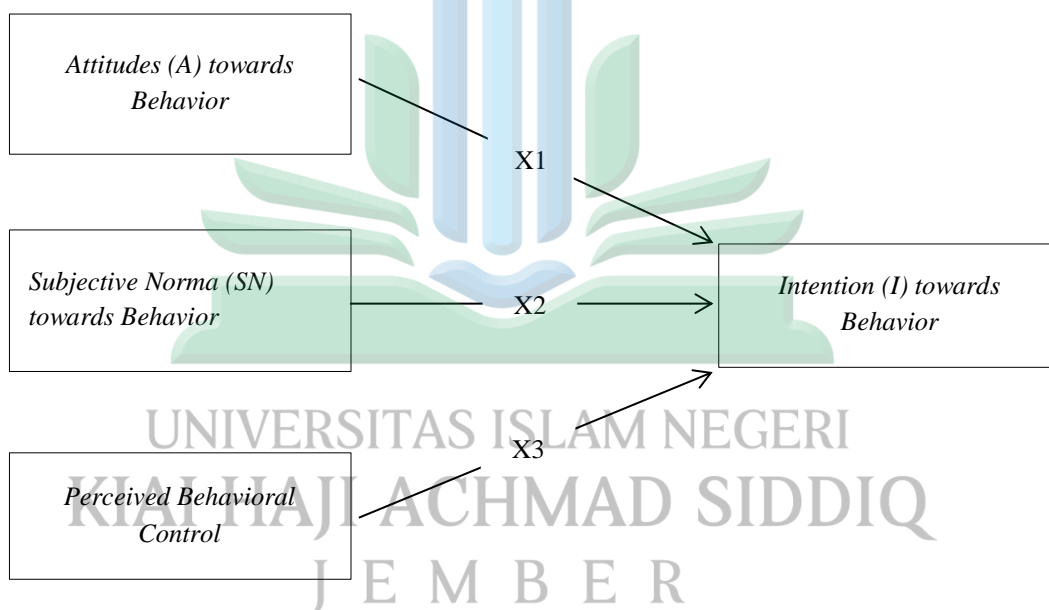 Attitudes (A) towards
Behavior
X1
Subjective Norma (SN)
towards Behavior
X2
Intention (I) towards
Behavior
UNIVERSITAS ISLAM NEGERI
X3
Perceived Behavioral
Control
KIAI HAJI ACHMAD SIDDIQ
J E M B E R